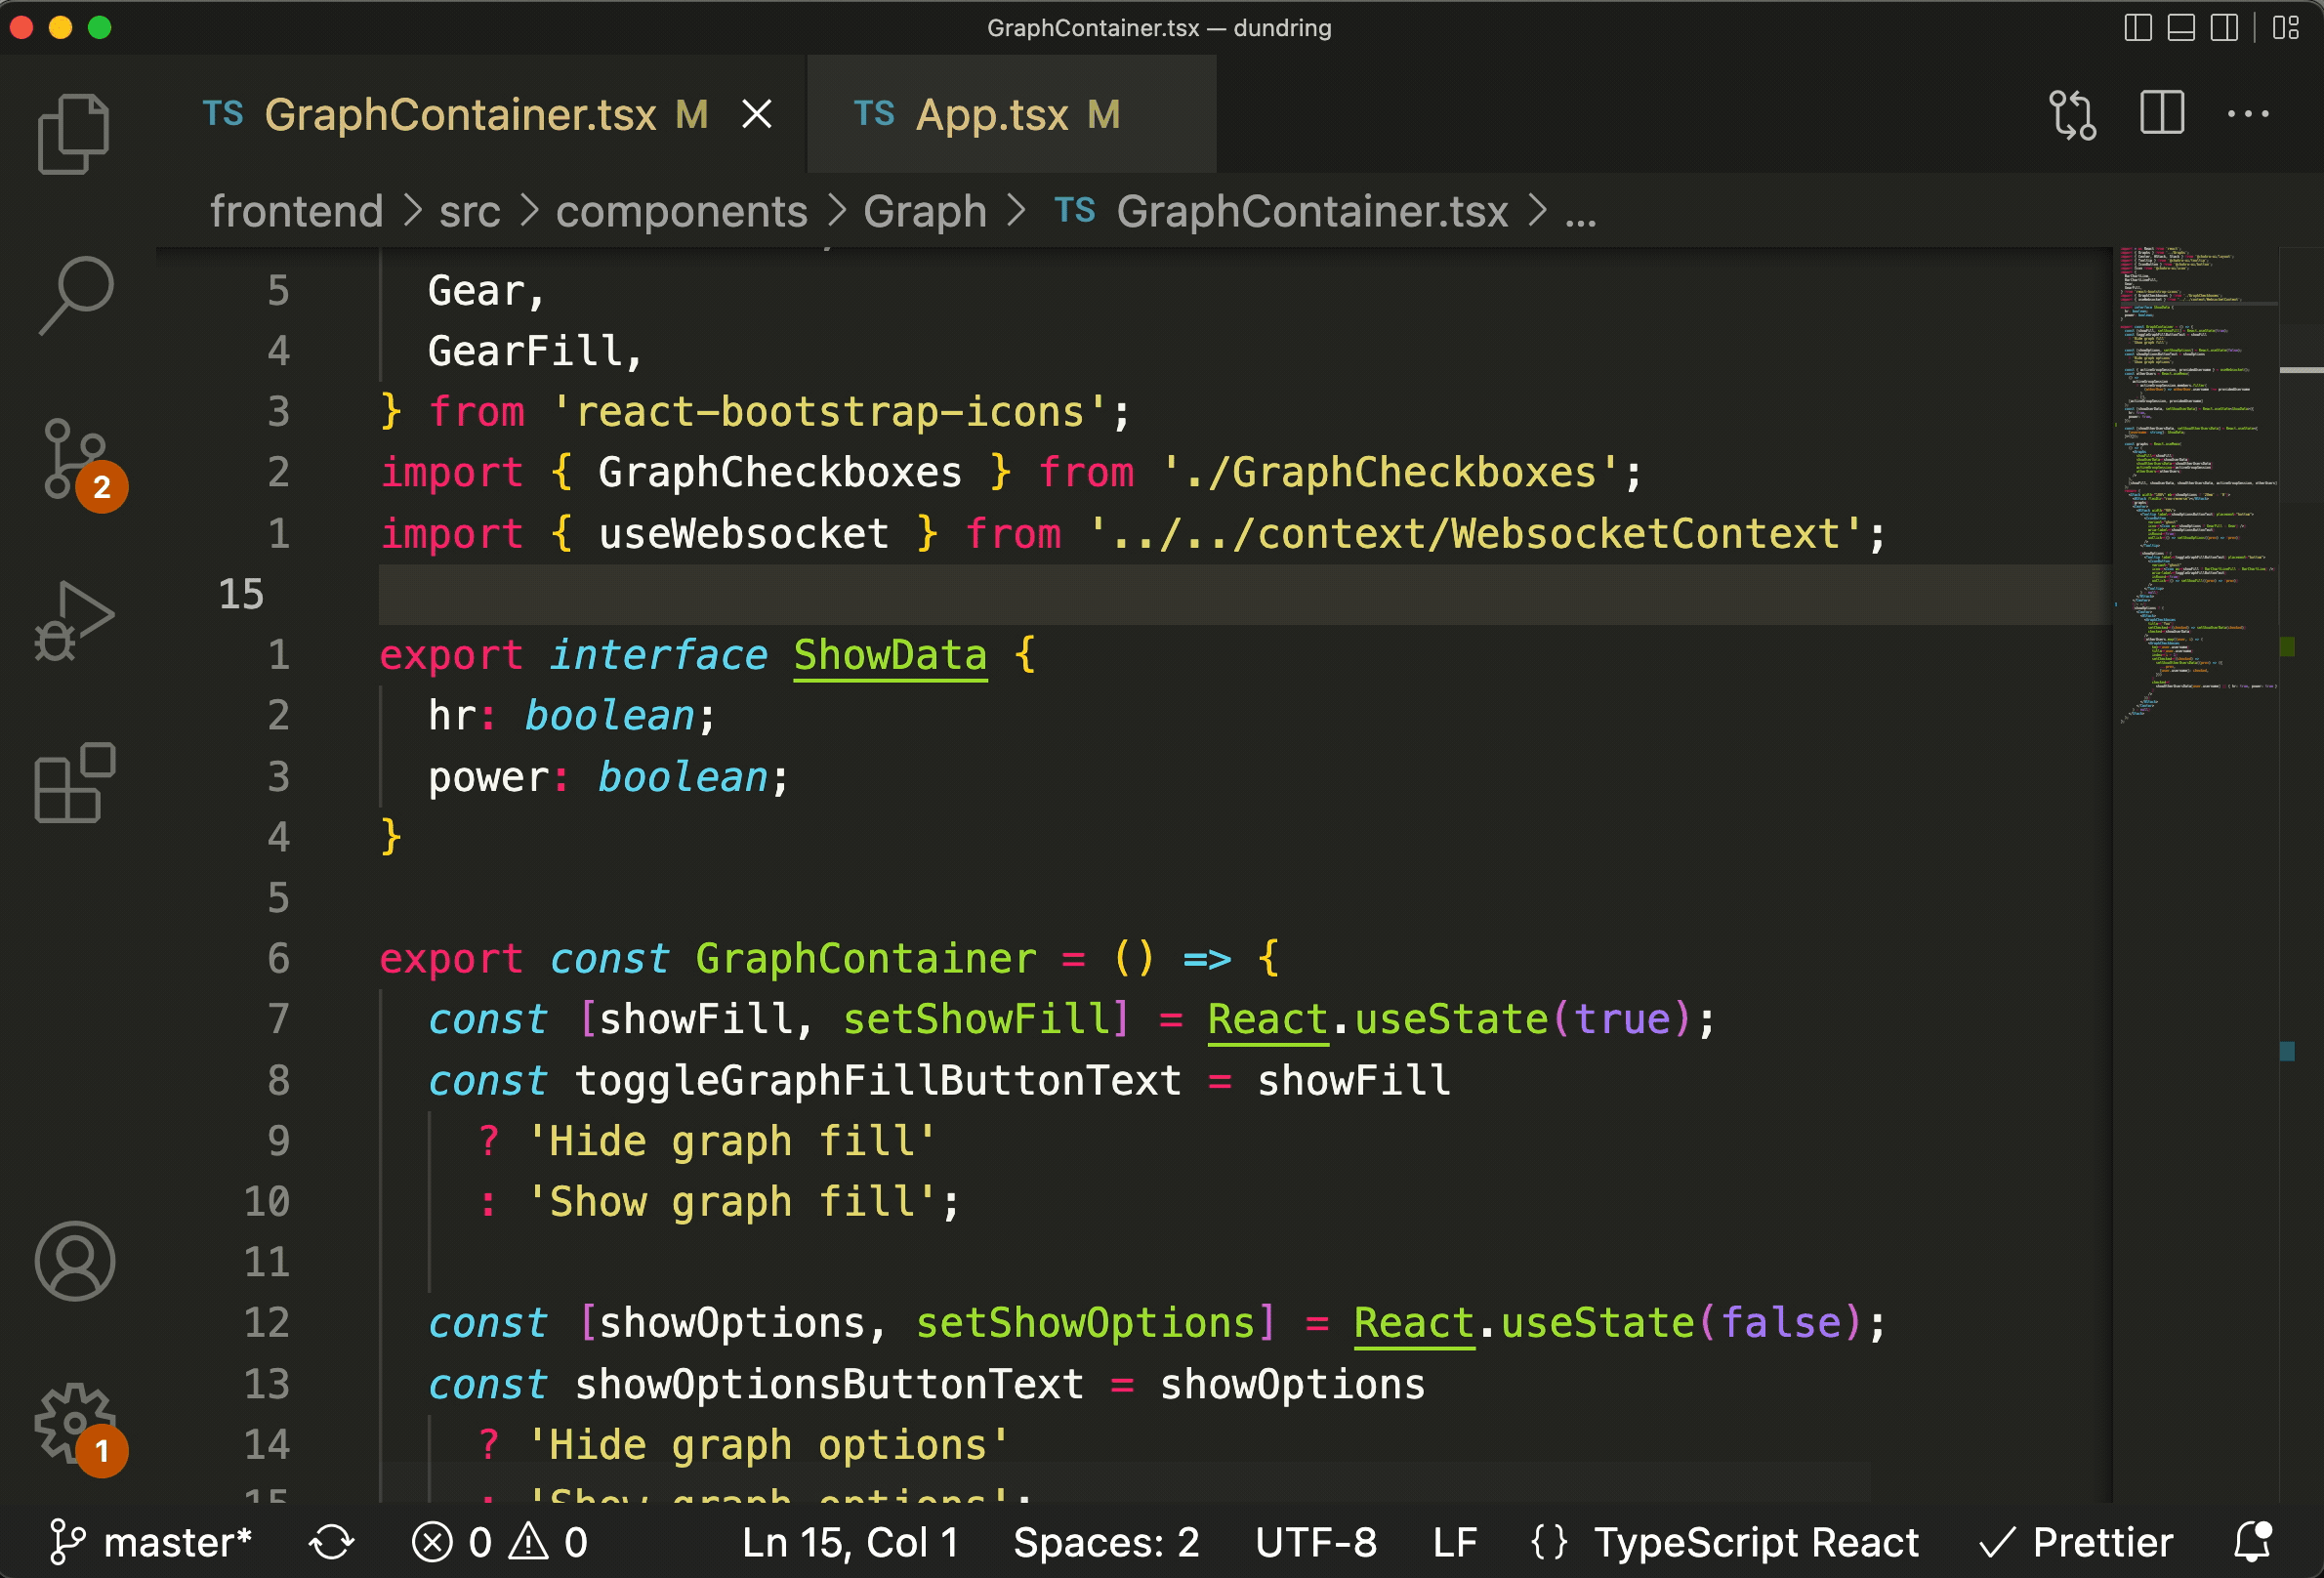 GraphContainer.tsx — dundring
TS GraphContainer.tsx M
TS App.tsx M
frontend > src > components > Graph > TS GraphContainer.tsx > ...
5 Gear,
4 GearFill,
3 } from 'react-bootstrap-icons';
2 import { GraphCheckboxes } from './GraphCheckboxes';
1 import { useWebsocket } from '../../context/WebsocketContext';
15
1 export interface ShowData {
2 hr: boolean;
3 power: boolean;
4 }
5
6 export const GraphContainer = () => {
7 const [showFill, setShowFill] = React.useState(true);
8 const toggleGraphFillButtonText = showFill
9 ? 'Hide graph fill'
10 : 'Show graph fill';
11
12 const [showOptions, setShowOptions] = React.useState(false);
13 const showOptionsButtonText = showOptions
14 ? 'Hide graph options'
15 : 'Show graph options';
2
1
master* 0 0 Ln 15, Col 1 Spaces: 2 UTF-8 LF {} TypeScript React Prettier